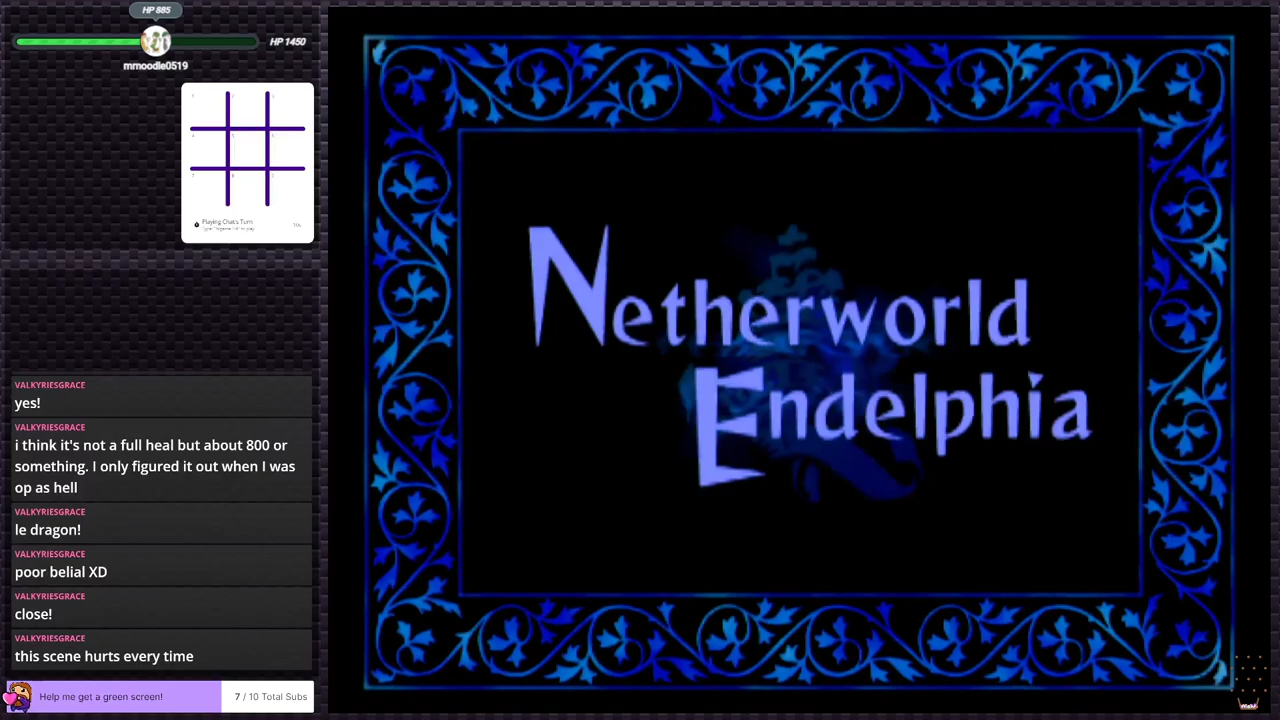 HP 885
HP 1450
mmoodle0519
Playing Chat's Turn
VALKYRIESGRACE
yes!
VALKYRIESGRACE
i think it's not a full heal but about 800 or
something. I only figured it out when I was
op as hell
VALKYRIESGRACE
le dragon!
VALKYRIESGRACE
poor belial XD
VALKYRIESGRACE
close!
VALKYRIESGRACE
this scene hurts every time
Help me get a green screen!
7 / 10 Total Subs
Netherworld
Endelphia